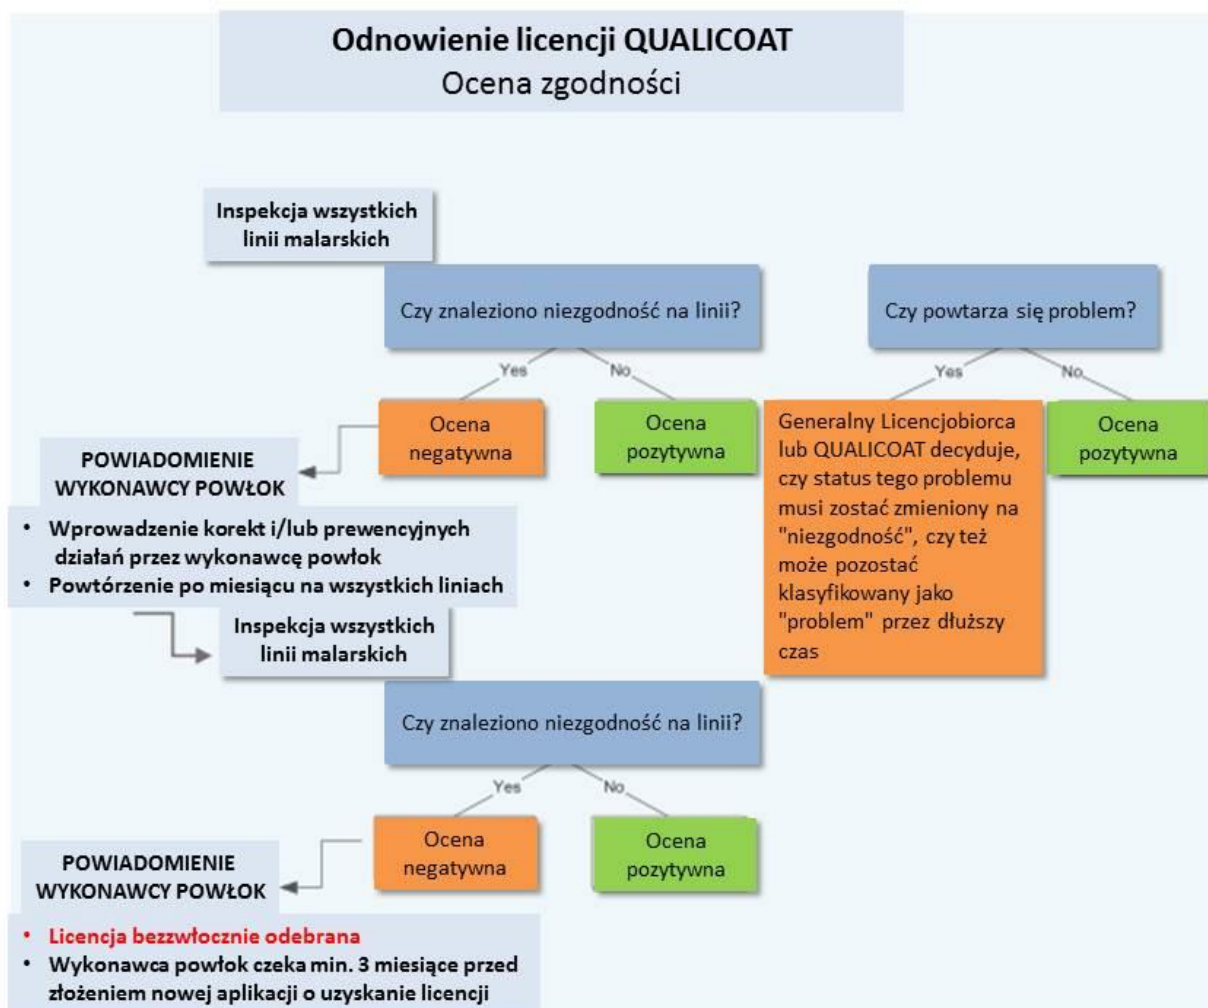 Odnowienie licencji QUALICOAT
Ocena zgodności
Inspekcja wszystkich
linii malarskich
Czy znaleziono niezgodność na linii?
Yes
No
Ocena
negatywna
Ocena
pozytywna
Czy powtarza się problem?
Yes
No
Generalny Licencjobiorca
lub QUALICOAT decyduje,
czy status tego problemu
musi zostać zmieniony na
"niezgodność", czy też
może pozostać
klasyfikowany jako
"problem" przez dłuższy
czas
Ocena
pozytywna
POWIADOMIENIE
WYKONAWCY POWŁOK
• Wprowadzenie korekt i/lub prewencyjnych
działań przez wykonawcę powłok
• Powtórzenie po miesiącu na wszystkich liniach
Inspekcja wszystkich
linii malarskich
Czy znaleziono niezgodność na linii?
Yes
No
Ocena
negatywna
Ocena
pozytywna
POWIADOMIENIE
WYKONAWCY POWŁOK
• Licencja bezzwłocznie odebrana
• Wykonawca powłok czeka min. 3 miesiące przed
złożeniem nowej aplikacji o uzyskanie licencji